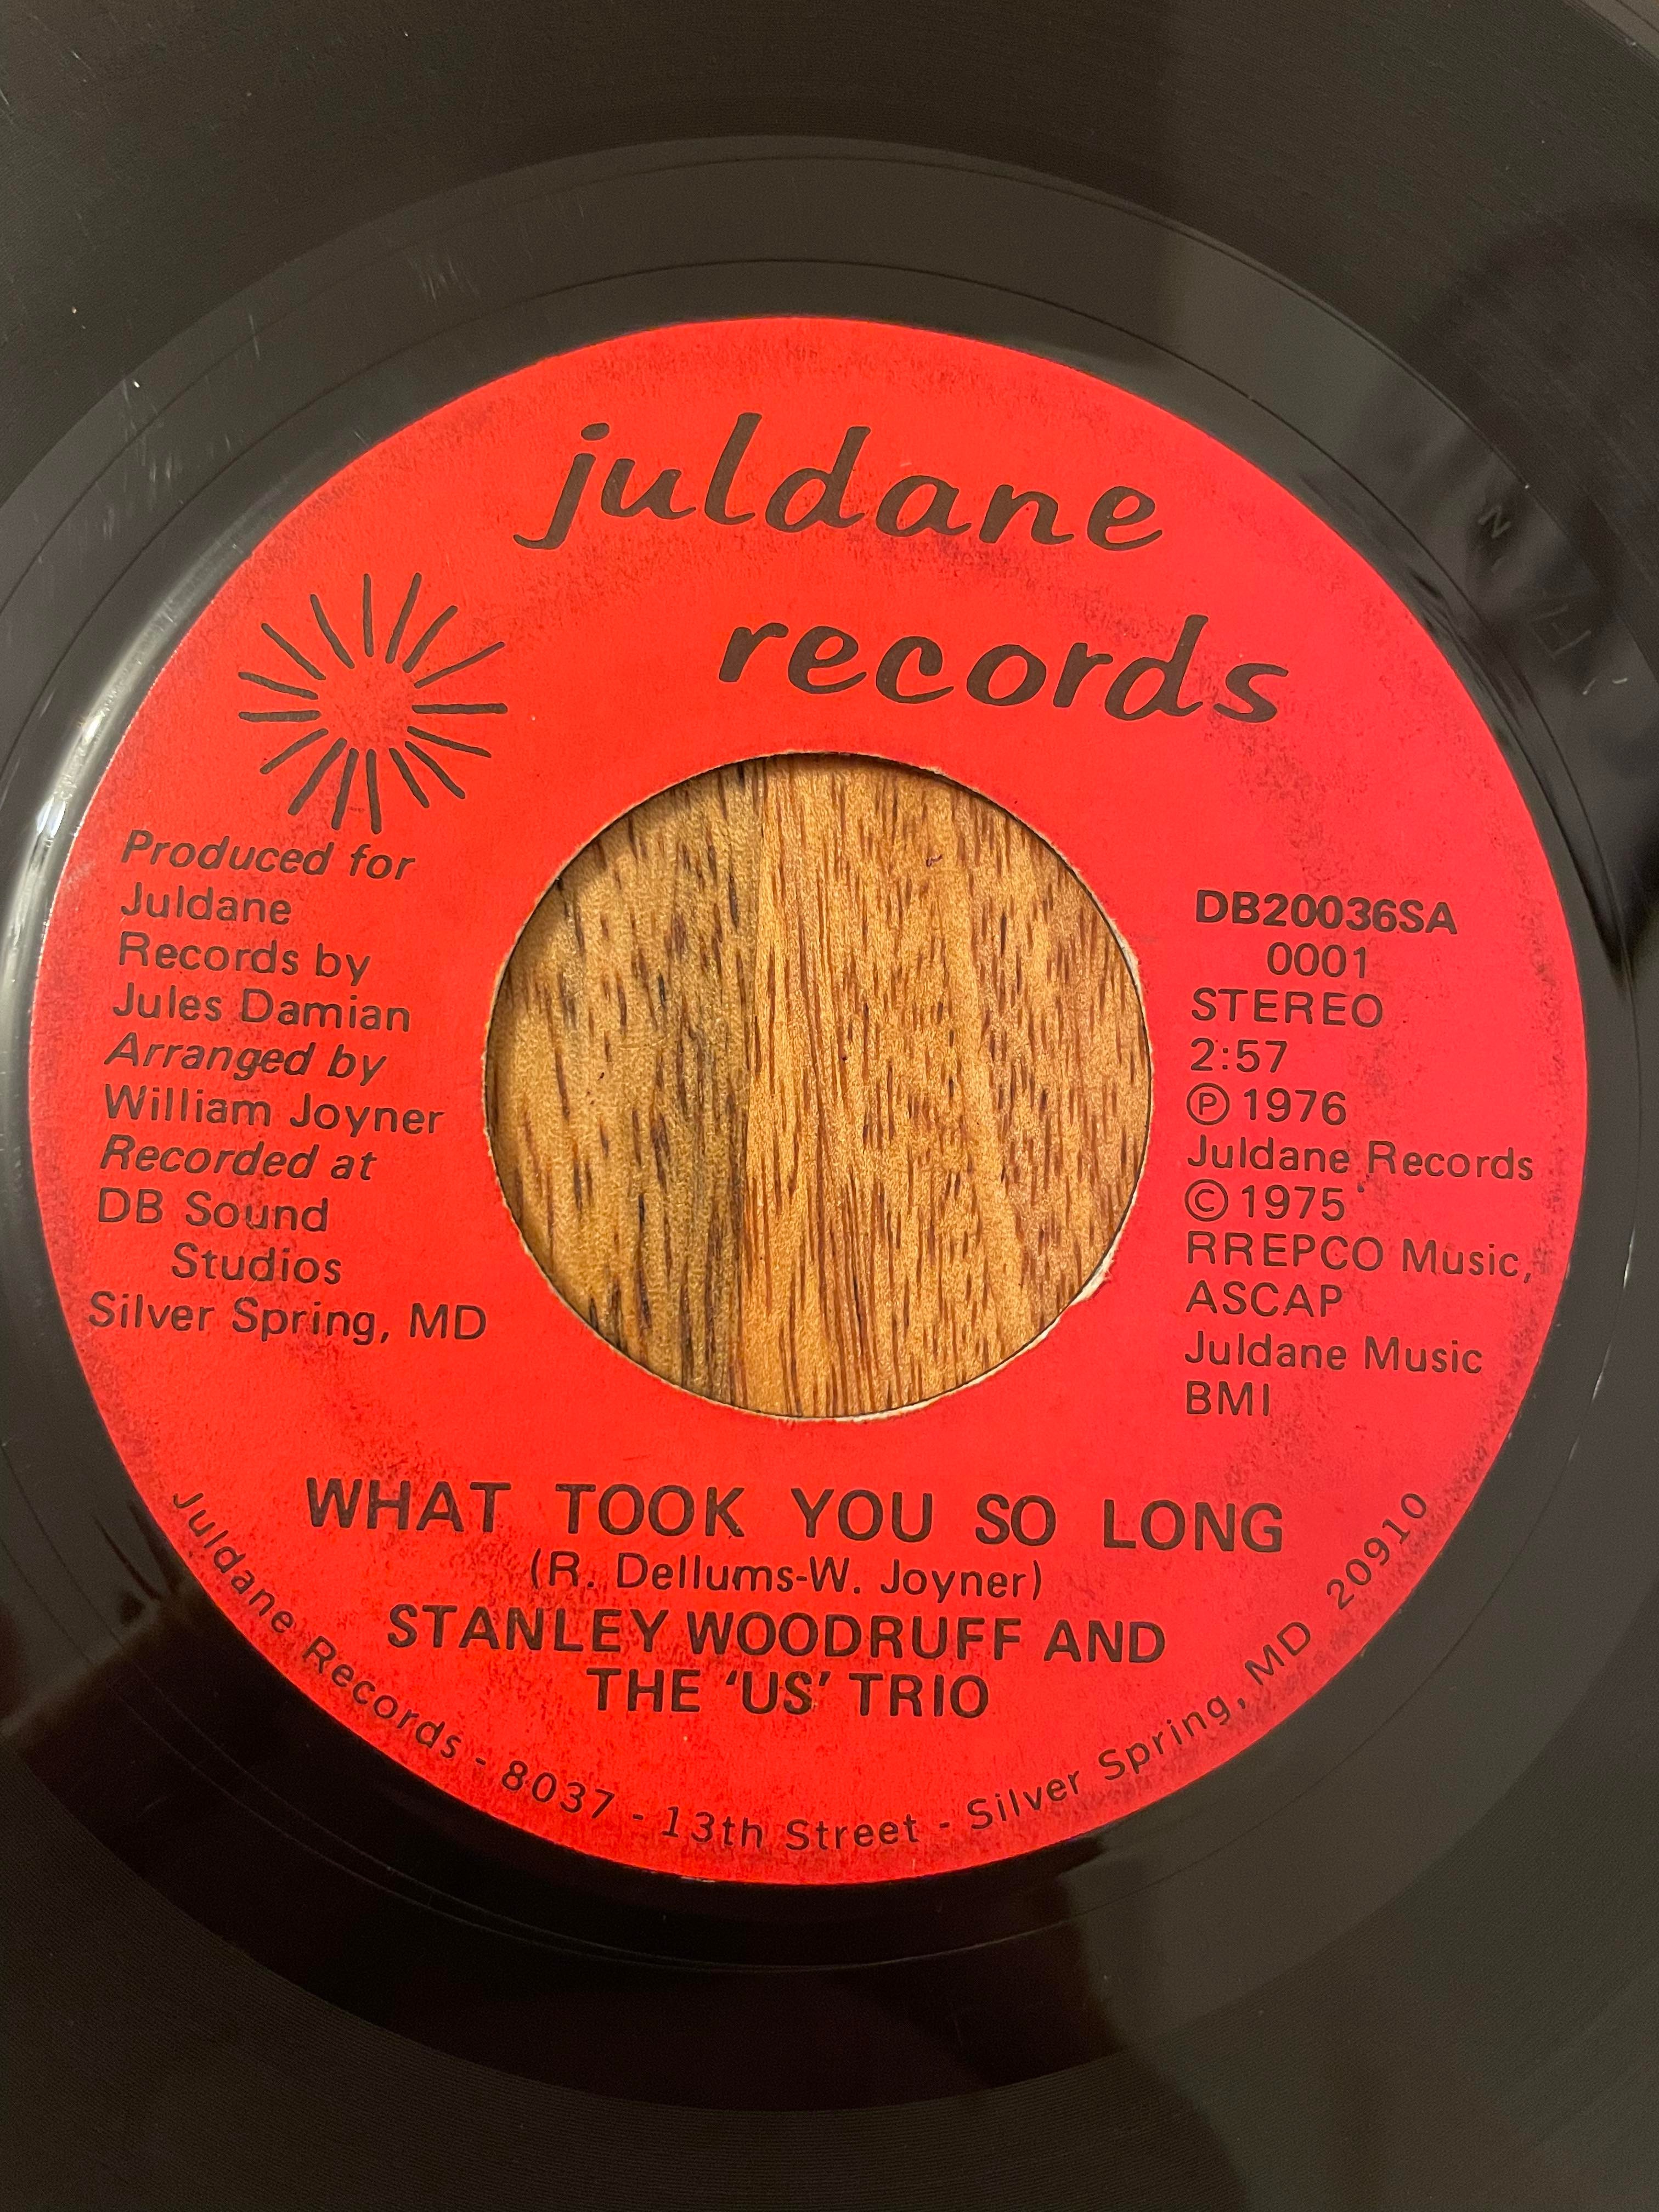 juldane
records
Produced for
Juldane
Records by
Jules Damian
Arranged by
William Joyner
Recorded at
DB Sound
Studios
Silver Spring, MD
DB20036SA
0001
STEREO
2:57
Ⓟ 1976
Juldane Records
© 1975
RREPCO Music,
ASCAP
Juldane Music
BMI
WHAT TOOK YOU SO LONG
(R. Dellums-W. Joyner)
STANLEY WOODRUFF AND
THE ‘US’ TRIO
Juldane Records - 8037 - 13th Street - Silver Spring, MD 20910